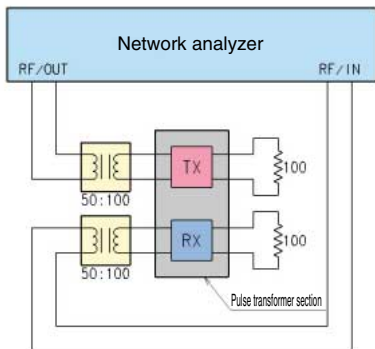 Network analyzer
RF/OUT
RF/IN
TX
100
50:100
RX
100
50:100
Pulse transformer section